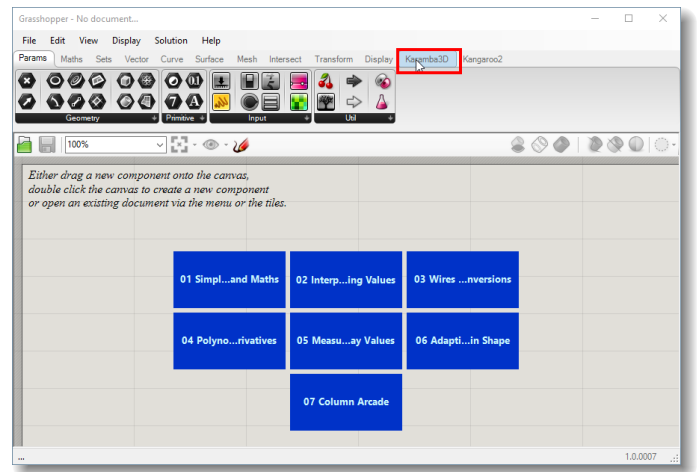 Grasshopper - No document...
File Edit View Display Solution Help
Params Maths Sets Vector Curve Surface Mesh Intersect Transform Display Karamba3D Kangaroo2
Geometry Primitive Input Util
100%
Either drag a new component onto the canvas,
double click the canvas to create a new component
or open an existing document via the menu or the tiles.
01 Simpl...and Maths 02 Interp...ing Values 03 Wires ...nversions
04 Polyno...rivatives 05 Measu...ay Values 06 Adapti...in Shape
07 Column Arcade
... 1.0.0007